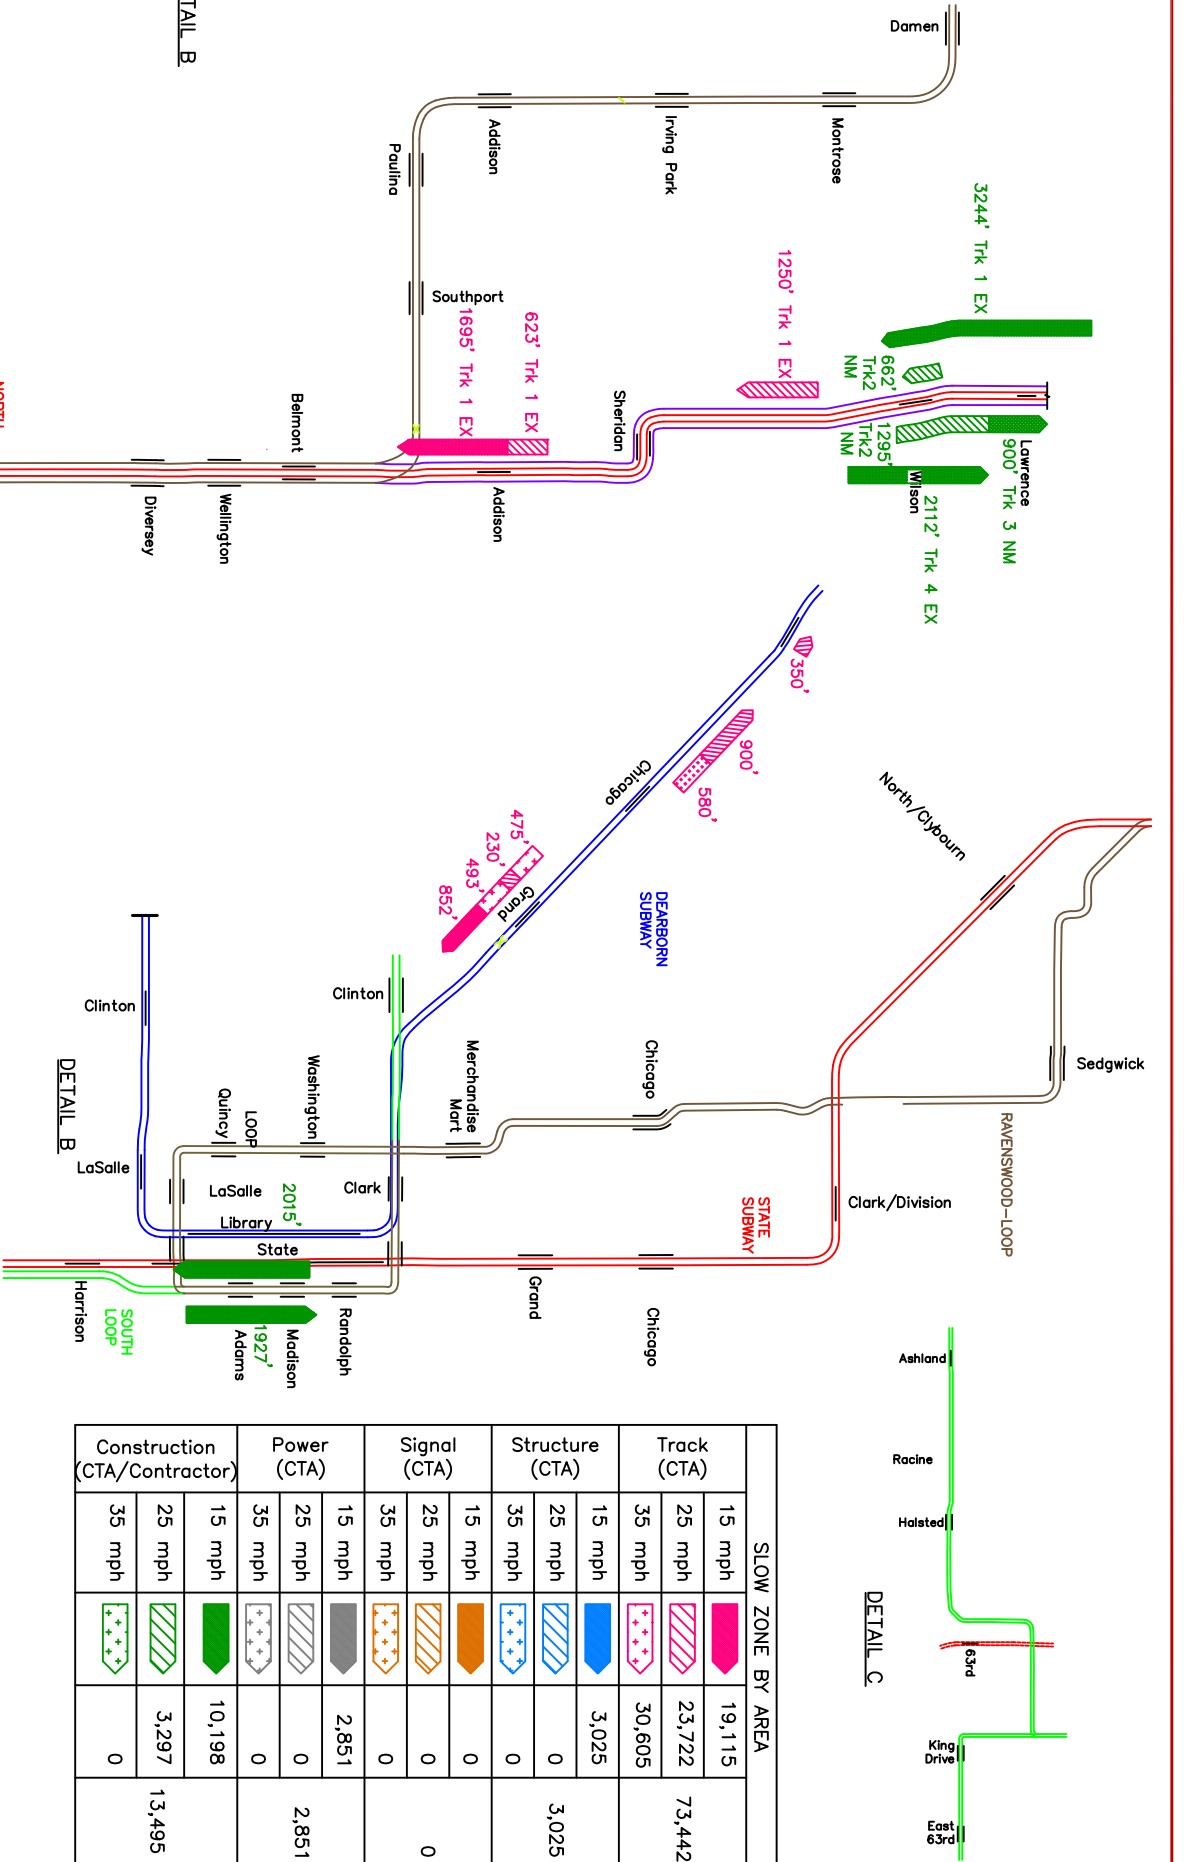 TAIL B
NORTH
Damen
Montrose
Irving Park
Addison
Paulina
Southport
3244' Trk 1 EX
1250' Trk 1 EX
623' Trk 1 EX
1695' Trk 1 EX
662'
Trk2
NM
1295'
Trk2
NM
Lawrence
900' Trk 3 NM
Wilson
2112' Trk 4 EX
Sheridan
Addison
Belmont
Wellington
Diversey
350'
900'
580'
Chicago
475'
230'
493'
852'
Grand
DEARBORN
SUBWAY
North/Clybourn
Sedgwick
RAVENSWOOD-LOOP
Clark/Division
STATE
SUBWAY
Chicago
Merchandise
Mart
Clinton
Washington
LOOP
Quincy
Clinton
DETAIL B
LaSalle
LaSalle
2015'
Clark
Library
State
Grand
Chicago
Harrison
SOUTH
LOOP
Randolph
Madison
1927'
Adams
Ashland
Racine
Halsted
63rd
King
Drive
East
63rd
DETAIL C
SLOW ZONE BY AREA
Track
(CTA)
15 mph 19,115
25 mph 23,722 73,442
35 mph 30,605
Structure
(CTA)
15 mph 3,025
25 mph 0 3,025
35 mph 0
Signal
(CTA)
15 mph 0
25 mph 0 0
35 mph 0
Power
(CTA)
15 mph 2,851
25 mph 0 2,851
35 mph 0
Construction
(CTA/Contractor)
15 mph 10,198
25 mph 3,297 13,495
35 mph 0